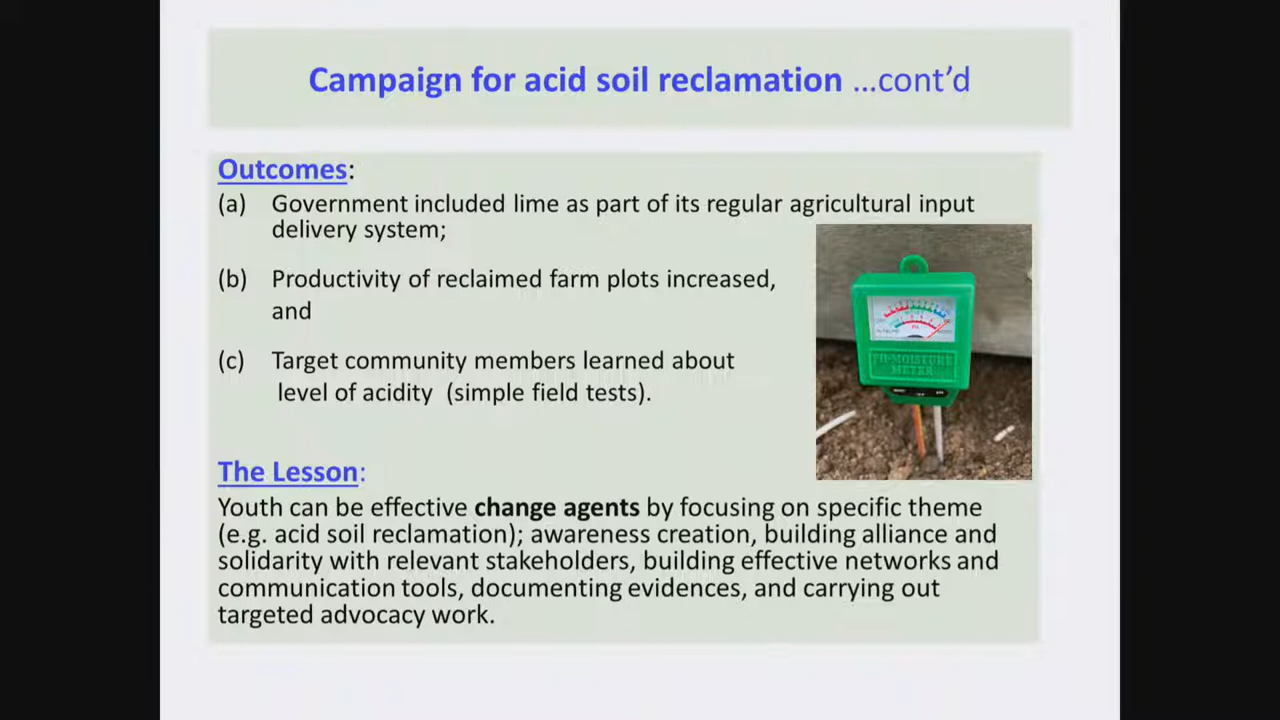 Campaign for acid soil reclamation …cont’d
Outcomes:
(a) Government included lime as part of its regular agricultural input
delivery system;
(b) Productivity of reclaimed farm plots increased,
and
(c) Target community members learned about
level of acidity (simple field tests).
PH-MOISTURE
METER
The Lesson:
Youth can be effective change agents by focusing on specific theme
(e.g. acid soil reclamation); awareness creation, building alliance and
solidarity with relevant stakeholders, building effective networks and
communication tools, documenting evidences, and carrying out
targeted advocacy work.